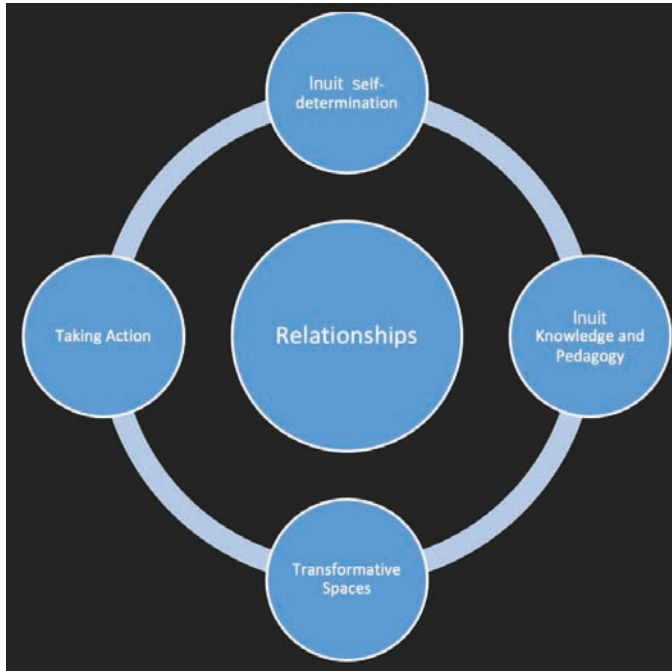 Inuit self-
determination
Taking Action
Relationships
Inuit
Knowledge and
Pedagogy
Transformative
Spaces